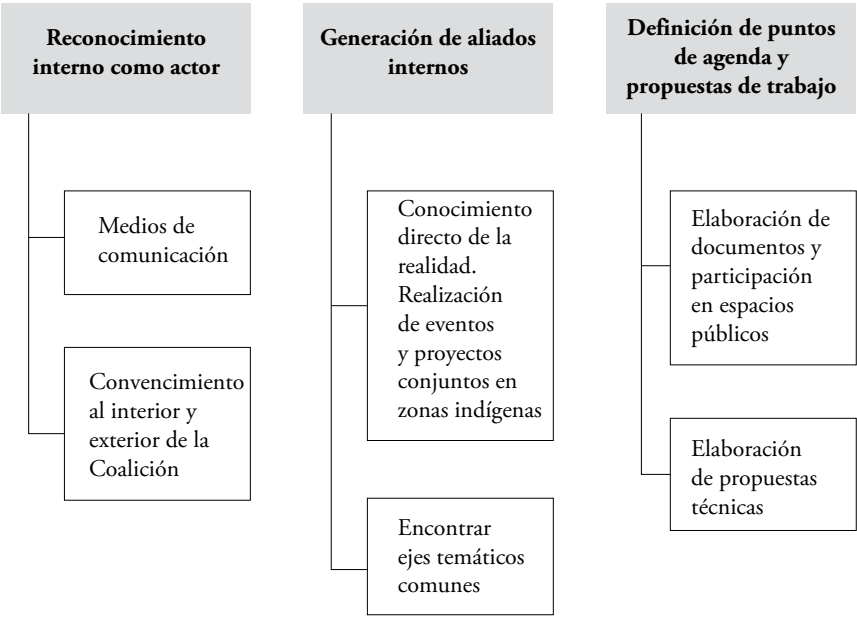 Reconocimiento
interno como actor
Medios de
comunicación
Convencimiento
al interior y
exterior de la
Coalición
Generación de aliados
internos
Conocimiento
directo de la
realidad.
Realización
de eventos
y proyectos
conjuntos en
zonas indígenas
Encontrar
ejes temáticos
comunes
Definición de puntos
de agenda y
propuestas de trabajo
Elaboración de
documentos y
participación
en espacios
públicos
Elaboración
de propuestas
técnicas